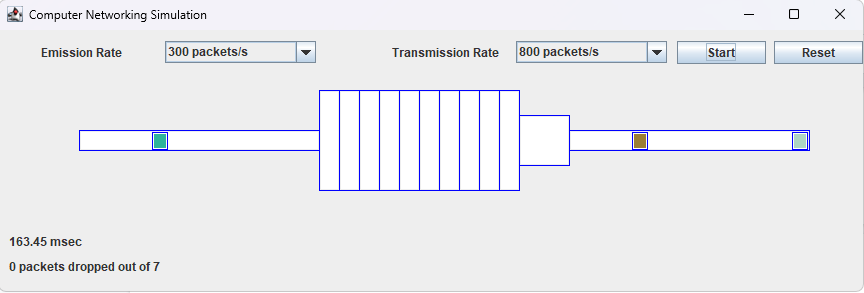 Computer Networking Simulation
Emission Rate 300 packets/s Transmission Rate 800 packets/s Start Reset
163.45 msec
0 packets dropped out of 7